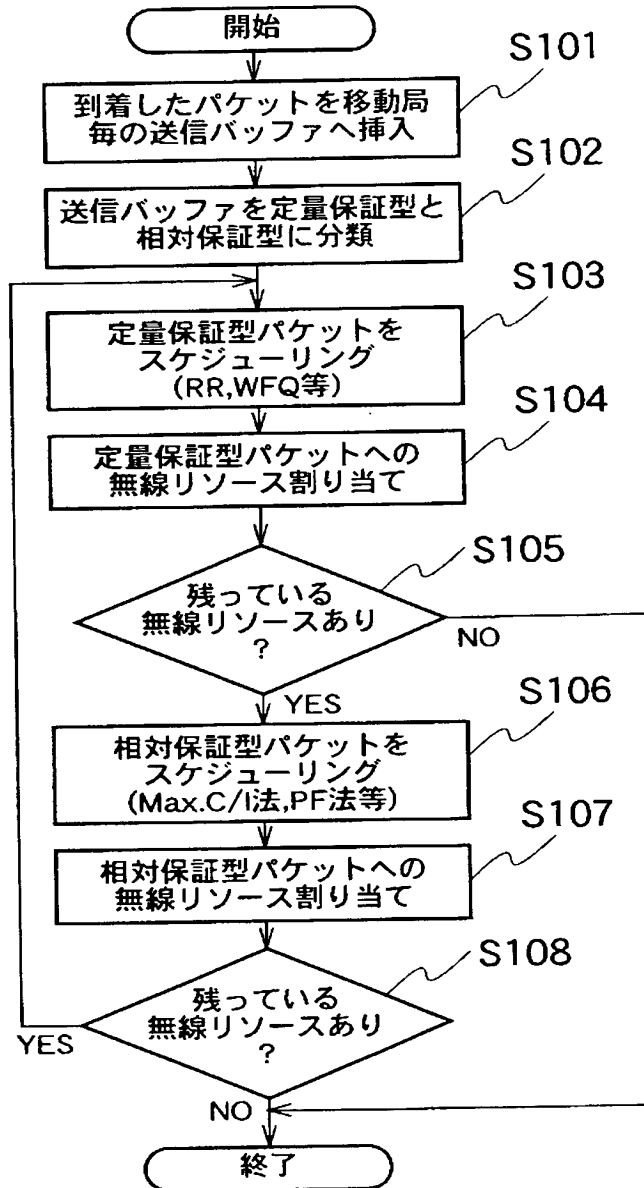 開始
S101
到着したパケットを移動局
毎の送信バッファへ挿入
S102
送信バッファを定量保証型と
相対保証型に分類
S103
定量保証型パケットを
スケジューリング
(RR,WFQ等)
S104
定量保証型パケットへの
無線リソース割り当て
S105
残っている
無線リソースあり
?
NO
YES
S106
相対保証型パケットを
スケジューリング
(Max.C/I法,PF法等)
S107
相対保証型パケットへの
無線リソース割り当て
S108
残っている
無線リソースあり
?
YES
NO
終了